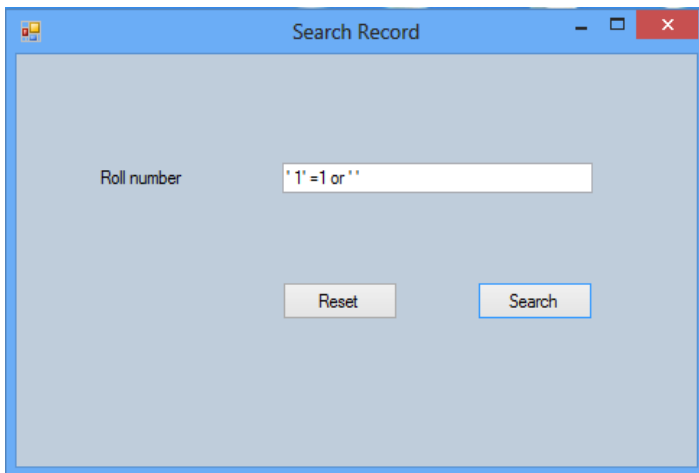 Search Record
Roll number ' 1' =1 or ' '
Reset Search